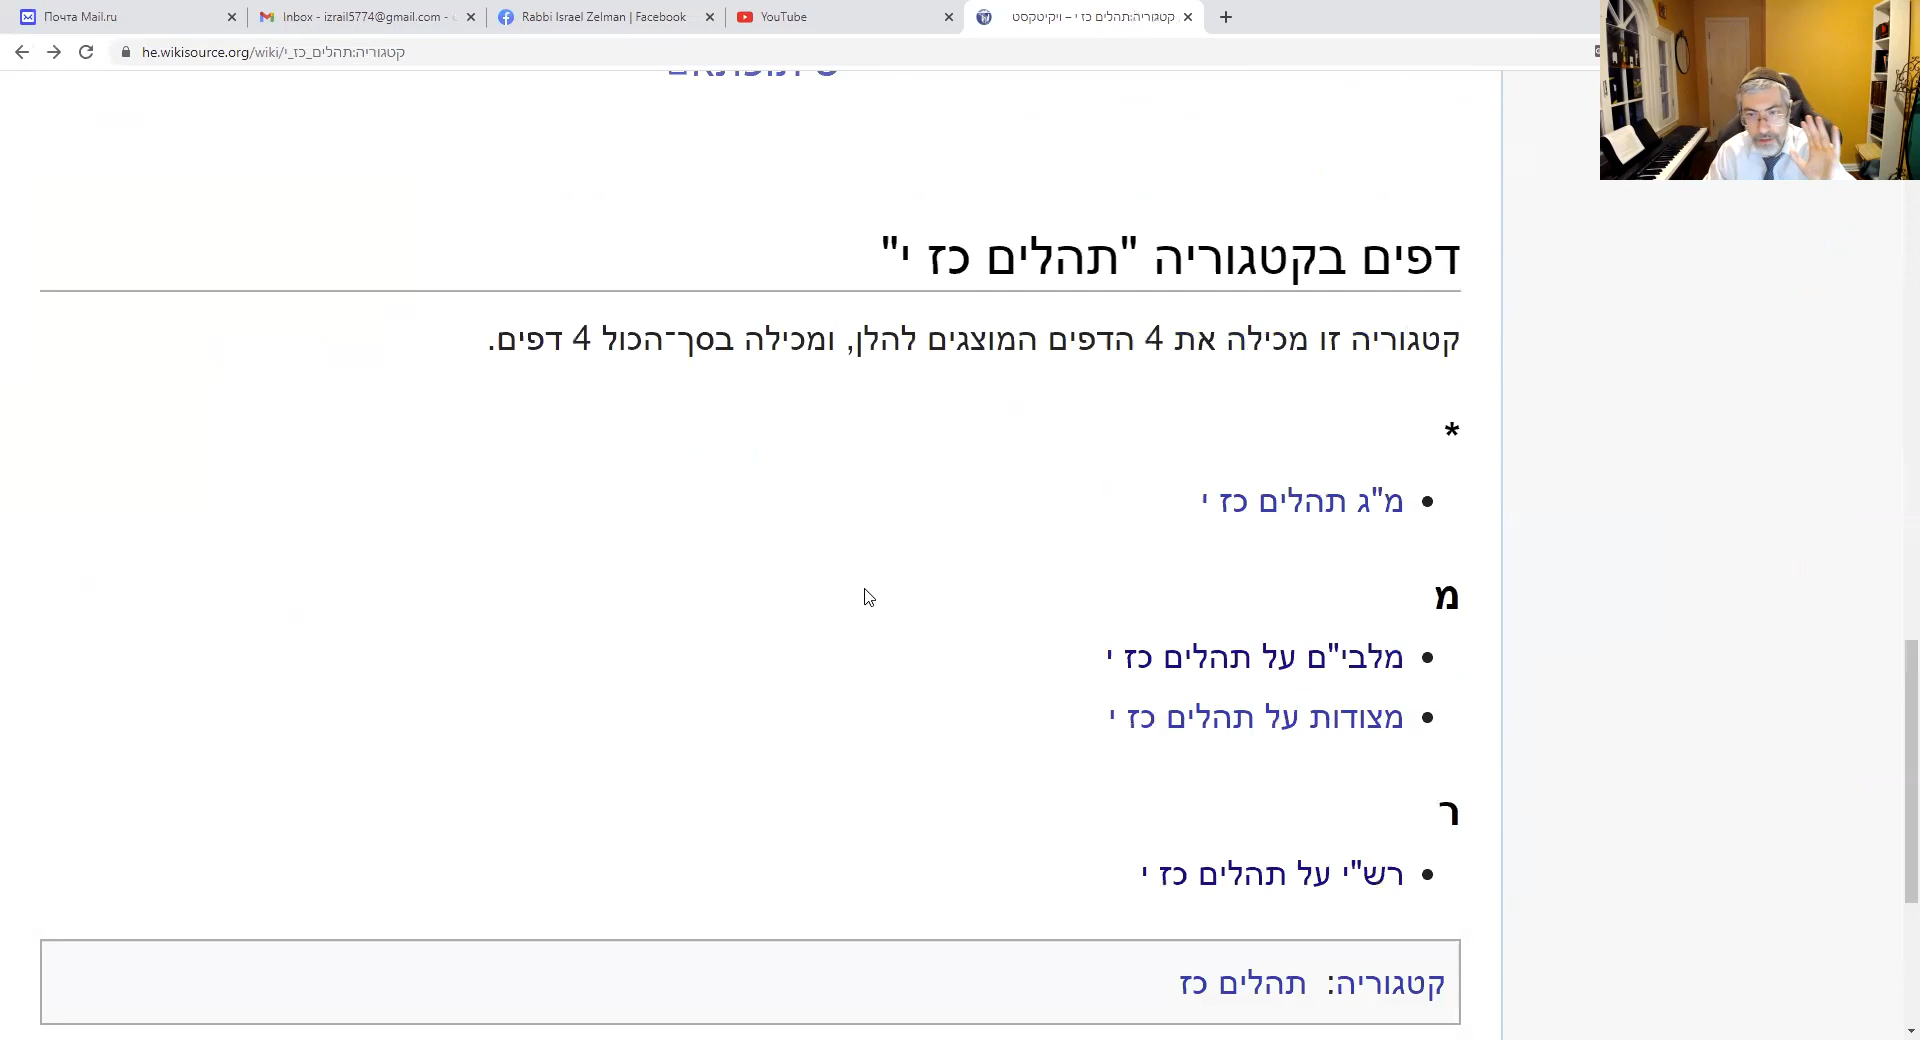 Почта Mail.ru
Inbox - izrail5774@gmail.com -
Rabbi Israel Zelman | Facebook
YouTube
קטגוריה:תהלים כז י – ויקיטקסט
he.wikisource.org/wiki/קטגוריה:תהלים_כז_י
דפים בקטגוריה "תהלים כז י"
קטגוריה זו מכילה את 4 הדפים המוצגים להלן, ומכילה בסך־הכול 4 דפים.
*
מ"ג תהלים כז י
מ
מלבי"ם על תהלים כז י
מצודות על תהלים כז י
ר
רש"י על תהלים כז י
קטגוריה: תהלים כז